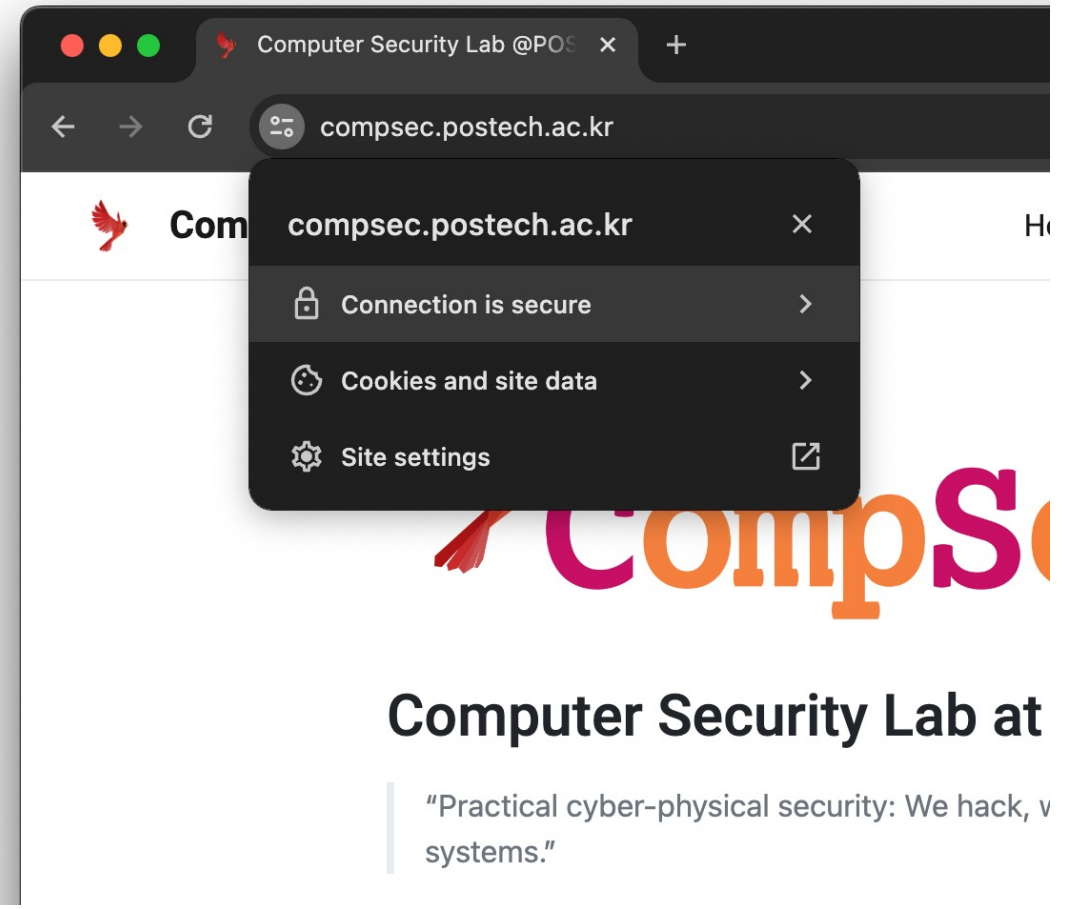 Computer Security Lab @POS
compsec.postech.ac.kr
Com
compsec.postech.ac.kr
Connection is secure
Cookies and site data
Site settings
CompS
Computer Security Lab at
“Practical cyber-physical security: We hack,
systems.”